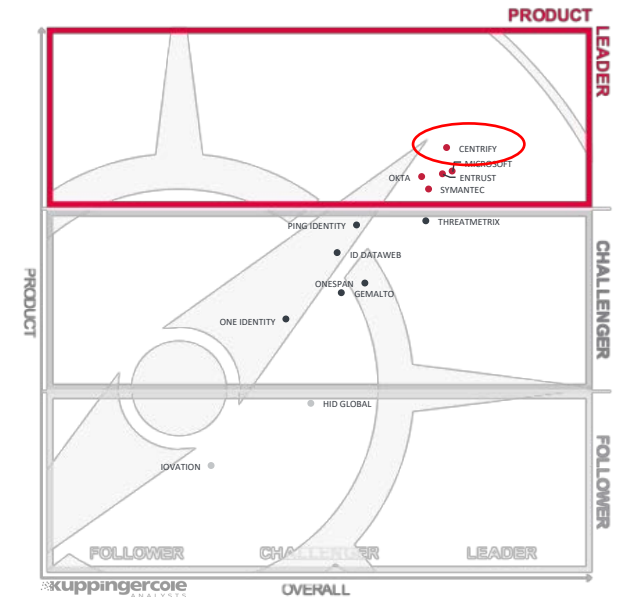 PRODUCT
LEADER
CENTRIFY
MICROSOFT
OKTA
ENTRUST
SYMANTEC
THREATMETRIX
PING IDENTITY
ID DATAWEB
CHALLENGER
PRODUCT
ONESPAN
GEMALTO
ONE IDENTITY
HID GLOBAL
FOLLOWER
IOVATION
FOLLOWER
CHALLENGER
LEADER
kuppingercole
ANALYSTS
OVERALL